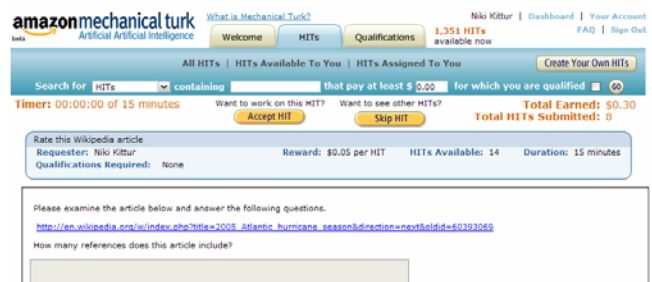 amazonmechanical turk
beta
Artificial Artificial Intelligence
What is Mechanical Turk?
Niki Kittur | Dashboard | Your Account
FAQ | Sign Out
Welcome
HITs
Qualifications
1,351 HITs
available now
All HITs | HITs Available To You | HITs Assigned To You
Create Your Own HITs
Search for HITs containing that pay at least $ 0.00 for which you are qualified GO
Timer: 00:00:00 of 15 minutes
Want to work on this HIT?
Want to see other HITs?
Accept HIT
Skip HIT
Total Earned: $0.30
Total HITs Submitted: 8
Rate this Wikipedia article
Requester: Niki Kittur Reward: $0.05 per HIT HITs Available: 14 Duration: 15 minutes
Qualifications Required: None
Please examine the article below and answer the following questions.
http://en.wikipedia.org/w/index.php?title=2005_Atlantic_hurricane_season&direction=next&oldid=60393069
How many references does this article include?